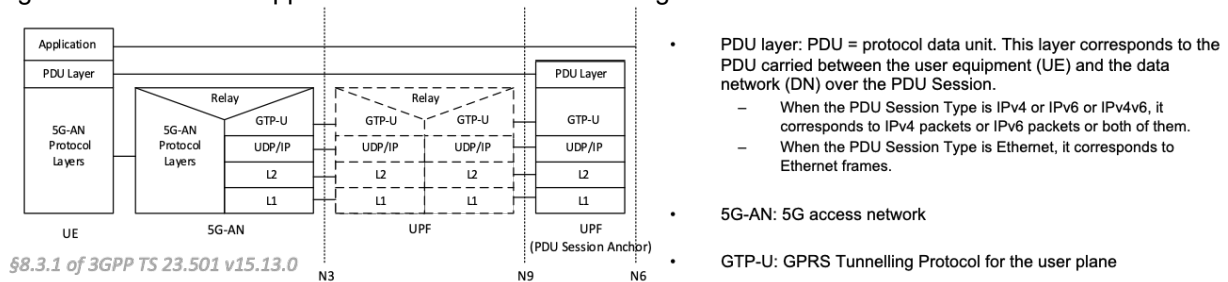 Application
PDU Layer
PDU Layer
Relay
Relay
5G-AN
Protocol
Layers
5G-AN
Protocol
Layers
GTP-U
GTP-U
GTP-U
GTP-U
UDP/IP
UDP/IP
UDP/IP
UDP/IP
L2
L2
L2
L2
L1
L1
L1
L1
UE
5G-AN
UPF
UPF
(PDU Session Anchor)
§8.3.1 of 3GPP TS 23.501 v15.13.0
N3
N9
N6
• PDU layer: PDU = protocol data unit. This layer corresponds to the
PDU carried between the user equipment (UE) and the data
network (DN) over the PDU Session.
– When the PDU Session Type is IPv4 or IPv6 or IPv4v6, it
corresponds to IPv4 packets or IPv6 packets or both of them.
– When the PDU Session Type is Ethernet, it corresponds to
Ethernet frames.
• 5G-AN: 5G access network
• GTP-U: GPRS Tunnelling Protocol for the user plane